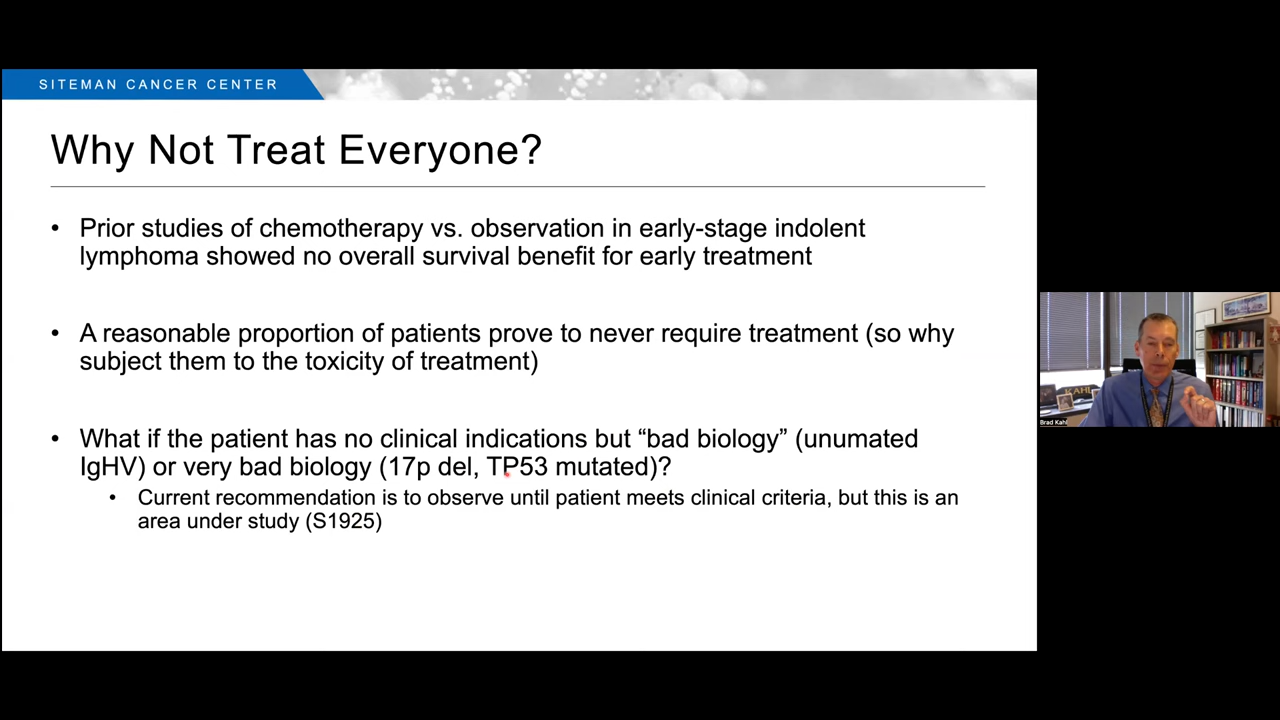 SITEMAN CANCER CENTER
Why Not Treat Everyone?
• Prior studies of chemotherapy vs. observation in early-stage indolent
lymphoma showed no overall survival benefit for early treatment
• A reasonable proportion of patients prove to never require treatment (so why
subject them to the toxicity of treatment)
• What if the patient has no clinical indications but “bad biology” (unumated
IgHV) or very bad biology (17p del, TP53 mutated)?
• Current recommendation is to observe until patient meets clinical criteria, but this is an
area under study (S1925)
KAHL
Brad Kahl